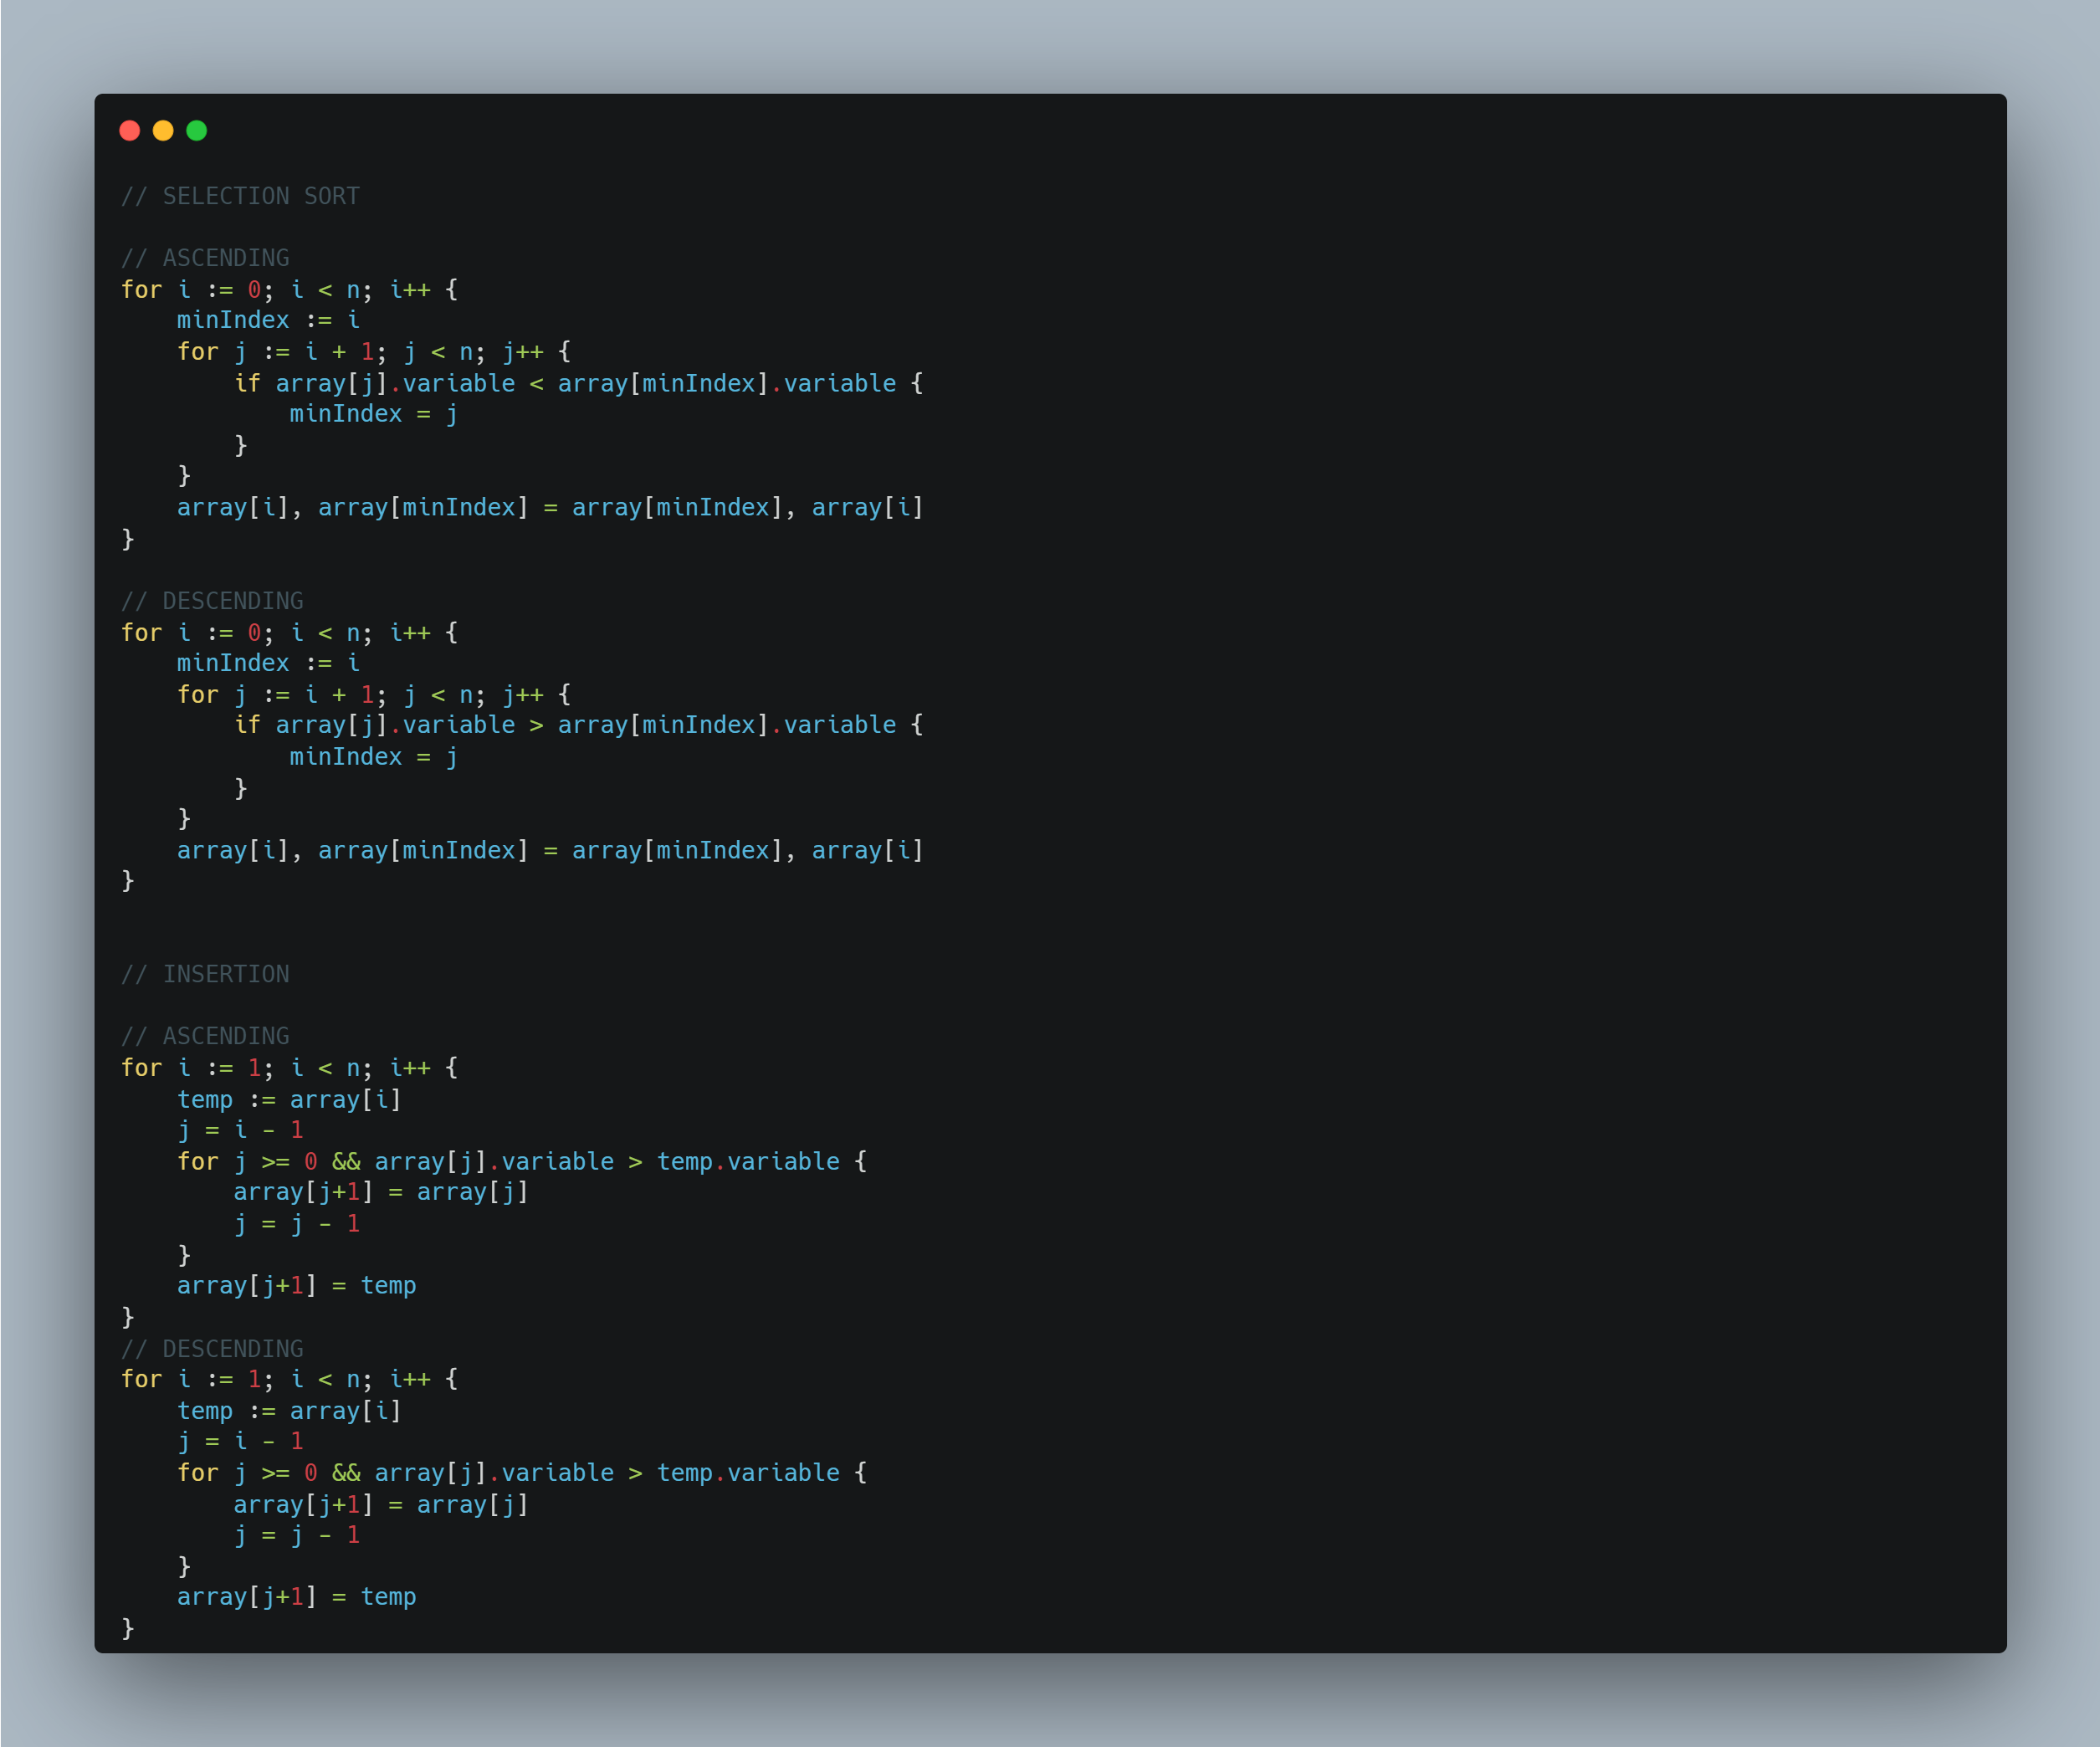 // SELECTION SORT
// ASCENDING
for i := 0; i < n; i++ {
    minIndex := i
    for j := i + 1; j < n; j++ {
        if array[j].variable < array[minIndex].variable {
            minIndex = j
        }
    }
    array[i], array[minIndex] = array[minIndex], array[i]
}
// DESCENDING
for i := 0; i < n; i++ {
    minIndex := i
    for j := i + 1; j < n; j++ {
        if array[j].variable > array[minIndex].variable {
            minIndex = j
        }
    }
    array[i], array[minIndex] = array[minIndex], array[i]
}
// INSERTION
// ASCENDING
for i := 1; i < n; i++ {
    temp := array[i]
    j = i - 1
    for j >= 0 && array[j].variable > temp.variable {
        array[j+1] = array[j]
        j = j - 1
    }
    array[j+1] = temp
}
// DESCENDING
for i := 1; i < n; i++ {
    temp := array[i]
    j = i - 1
    for j >= 0 && array[j].variable > temp.variable {
        array[j+1] = array[j]
        j = j - 1
    }
    array[j+1] = temp
}